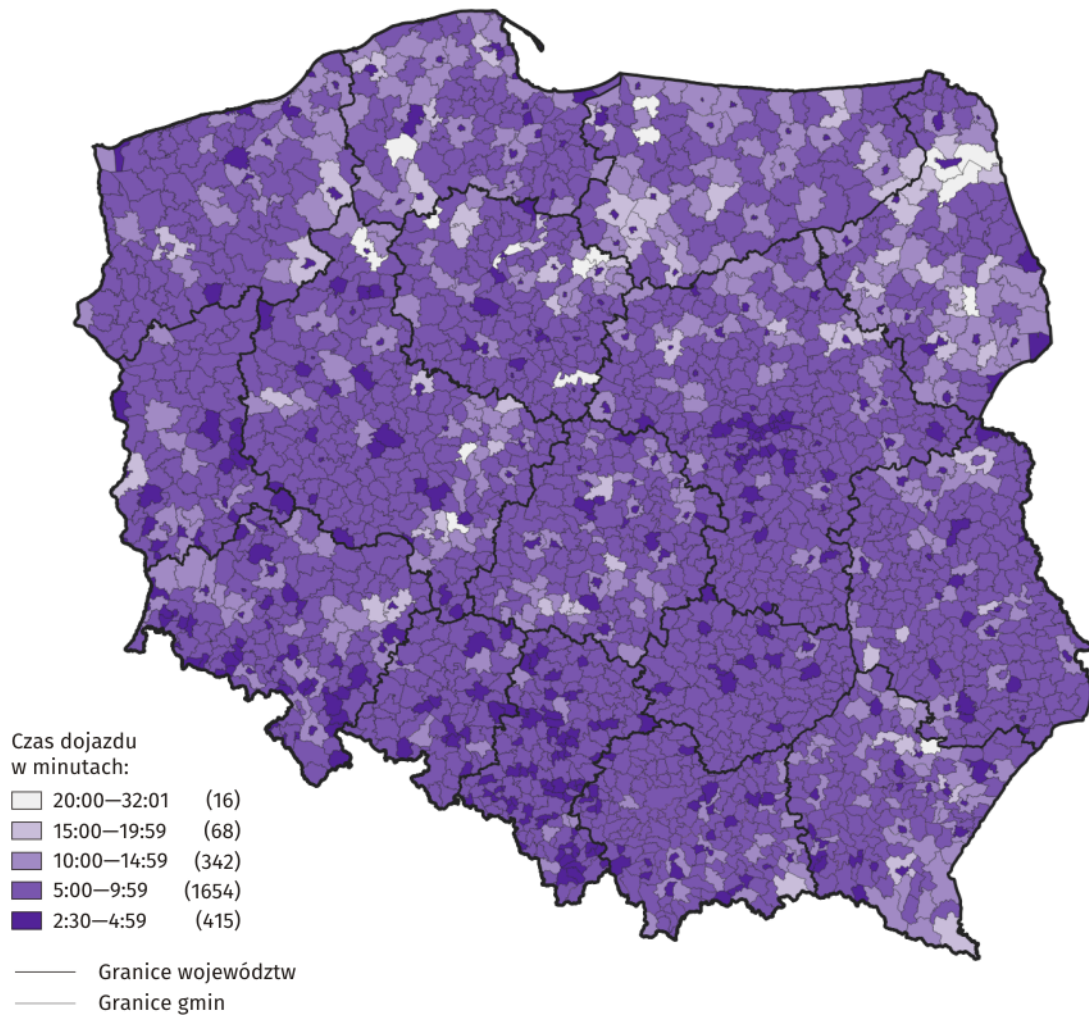 Czas dojazdu
w minutach:
20:00—32:01 (16)
15:00—19:59 (68)
10:00—14:59 (342)
5:00—9:59 (1654)
2:30—4:59 (415)
Granice województw
Granice gmin